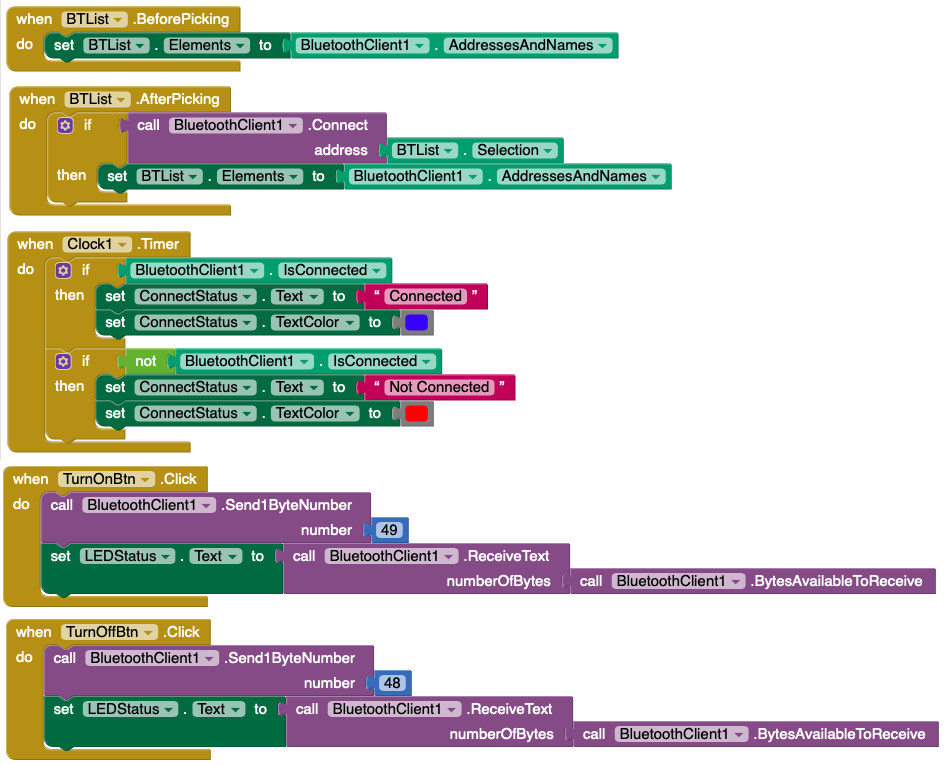 when BTList .BeforePicking
do set BTList . Elements to BluetoothClient1 . AddressesAndNames
when BTList .AfterPicking
do if call BluetoothClient1 .Connect
address BTList . Selection
then set BTList . Elements to BluetoothClient1 . AddressesAndNames
when Clock1 .Timer
do if BluetoothClient1 . IsConnected
then set ConnectStatus . Text to “ Connected ”
set ConnectStatus . TextColor to
if not BluetoothClient1 . IsConnected
then set ConnectStatus . Text to “ Not Connected ”
set ConnectStatus . TextColor to
when TurnOnBtn .Click
do call BluetoothClient1 .Send1ByteNumber
number 49
set LEDStatus . Text to call BluetoothClient1 .ReceiveText
numberOfBytes call BluetoothClient1 .BytesAvailableToReceive
when TurnOffBtn .Click
do call BluetoothClient1 .Send1ByteNumber
number 48
set LEDStatus . Text to call BluetoothClient1 .ReceiveText
numberOfBytes call BluetoothClient1 .BytesAvailableToReceive